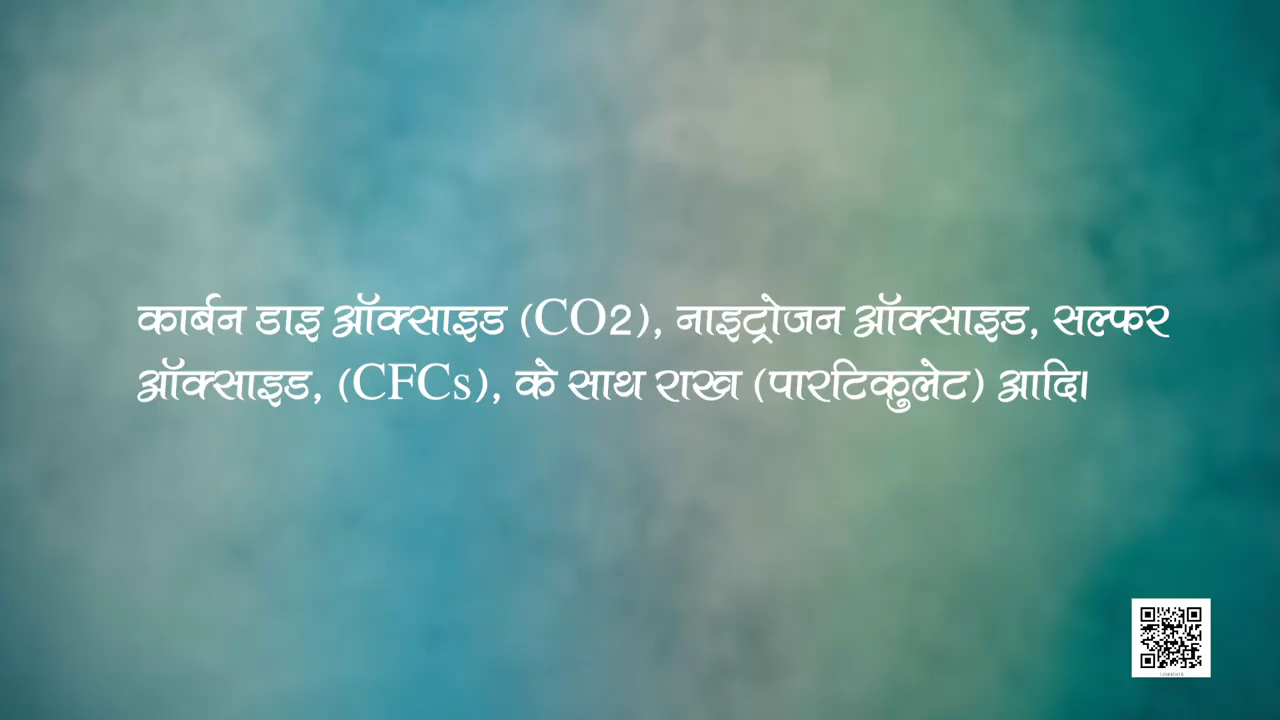 कार्बन डाइ ऑक्साइड (CO2), नाइट्रोजन ऑक्साइड, सल्फर
ऑक्साइड, (CFCs), के साथ राख (पारटिकुलेट) आदि।